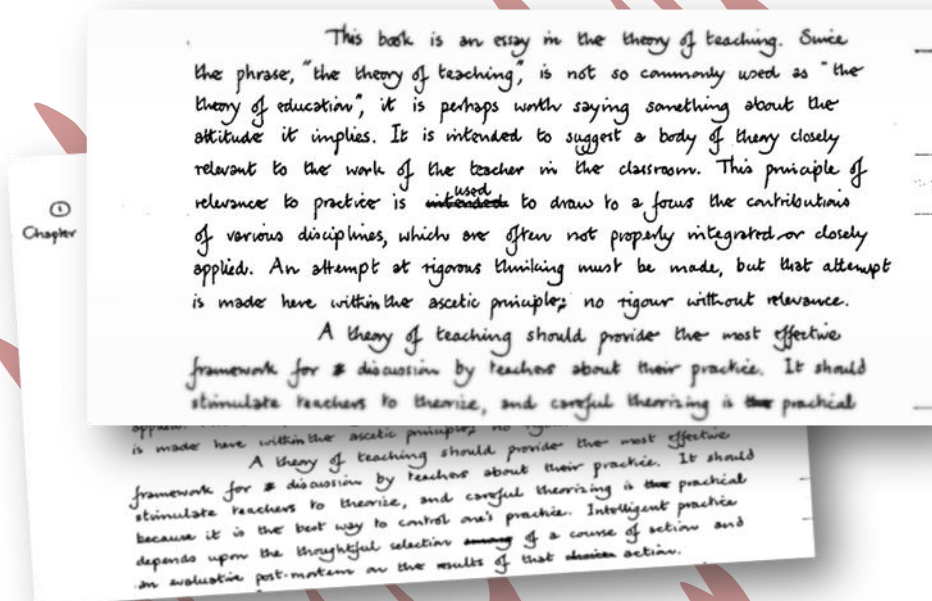 This book is an essay in the theory of teaching. Since
the phrase, "the theory of teaching", is not so commonly used as "the
theory of education", it is perhaps worth saying something about the
attitude it implies. It is intended to suggest a body of theory closely
relevant to the work of the teacher in the classroom. This principle of
relevance to practice is intended used to draw to a focus the contributions
of various disciplines, which are often not properly integrated or closely
applied. An attempt at rigorous thinking must be made, but that attempt
is made here within the ascetic principle; no rigour without relevance.
A theory of teaching should provide the most effective
framework for discussion by teachers about their practice. It should
stimulate teachers to theorize, and careful theorizing is the practical
①
Chapter
applied.
is made here within the ascetic principle; no
A theory of teaching should provide the most effective
framework for discussion by teachers about their practice. It should
stimulate teachers to theorize, and careful theorizing is the practical
because it is the best way to control one's practice. Intelligent practice
depends upon the thoughtful selection of a course of action and
an evaluative post-mortem on the results of that action.